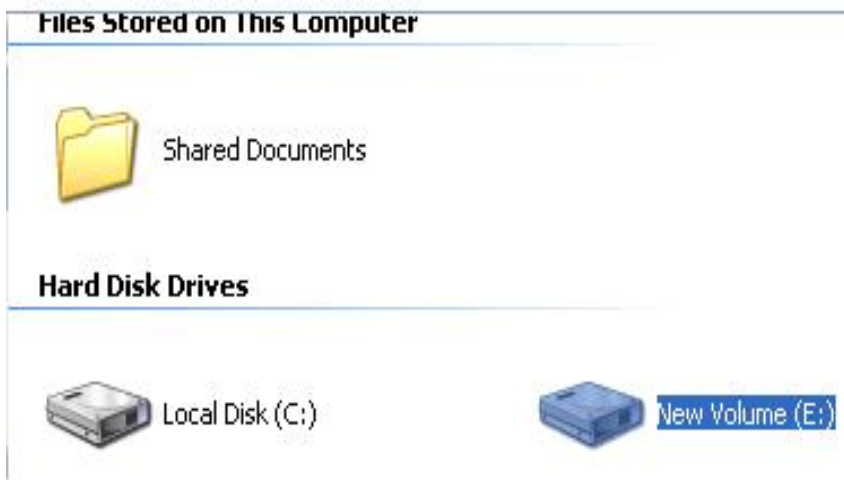 Files Stored on This Computer
Shared Documents
Hard Disk Drives
Local Disk (C:)
New Volume (E:)